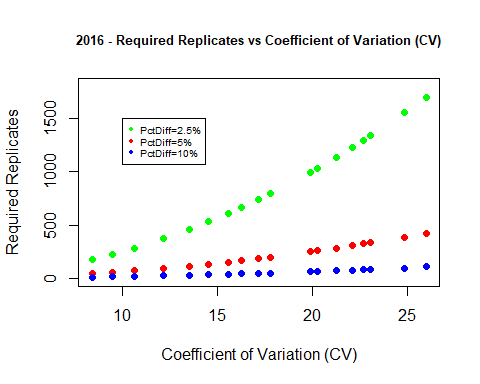 2016 - Required Replicates vs Coefficient of Variation (CV)
Required Replicates
1500
1000
500
0
PctDiff=2.5%
PctDiff=5%
PctDiff=10%
10 15 20 25
Coefficient of Variation (CV)